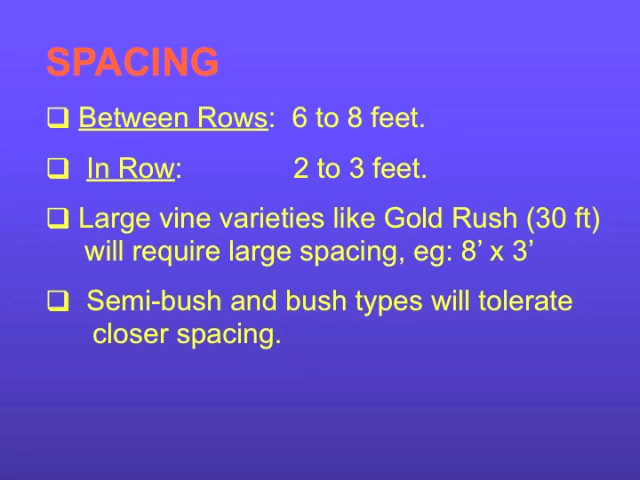 SPACING
❑ Between Rows: 6 to 8 feet.
❑ In Row: 2 to 3 feet.
❑ Large vine varieties like Gold Rush (30 ft)
will require large spacing, eg: 8’ x 3’
❑ Semi-bush and bush types will tolerate
closer spacing.